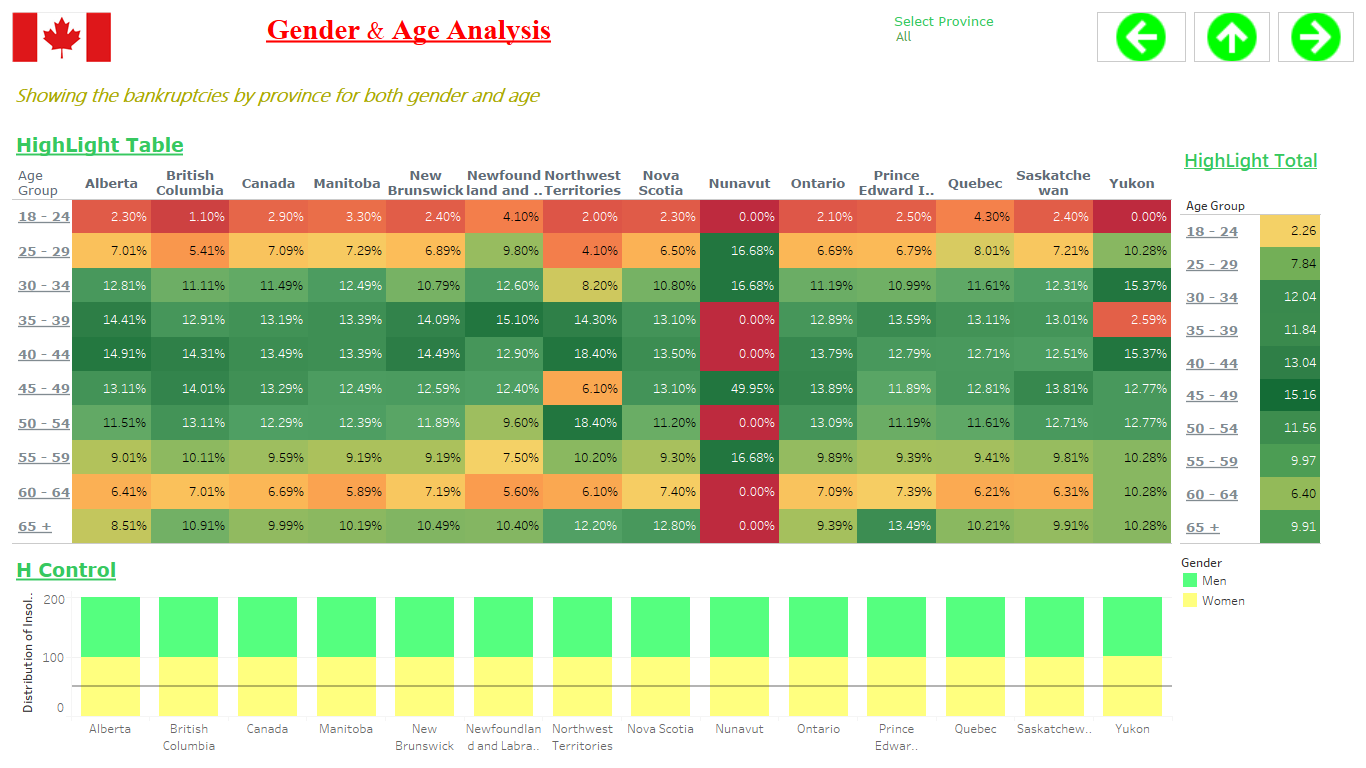 Gender & Age Analysis
Select Province
All
Showing the bankruptcies by province for both gender and age
HighLight Table
HighLight Total
Age Group Alberta British Columbia Canada Manitoba New Brunswick Newfound land and .. Northwest Territories Nova Scotia Nunavut Ontario Prince Edward I.. Quebec Saskatche wan Yukon
18 - 24 2.30% 1.10% 2.90% 3.30% 2.40% 4.10% 2.00% 2.30% 0.00% 2.10% 2.50% 4.30% 2.40% 0.00%
25 - 29 7.01% 5.41% 7.09% 7.29% 6.89% 9.80% 4.10% 6.50% 16.68% 6.69% 6.79% 8.01% 7.21% 10.28%
30 - 34 12.81% 11.11% 11.49% 12.49% 10.79% 12.60% 8.20% 10.80% 16.68% 11.19% 10.99% 11.61% 12.31% 15.37%
35 - 39 14.41% 12.91% 13.19% 13.39% 14.09% 15.10% 14.30% 13.10% 0.00% 12.89% 13.59% 13.11% 13.01% 2.59%
40 - 44 14.91% 14.31% 13.49% 13.39% 14.49% 12.90% 18.40% 13.50% 0.00% 13.79% 12.79% 12.71% 12.51% 15.37%
45 - 49 13.11% 14.01% 13.29% 12.49% 12.59% 12.40% 6.10% 13.10% 49.95% 13.89% 11.89% 12.81% 13.81% 12.77%
50 - 54 11.51% 13.11% 12.29% 12.39% 11.89% 9.60% 18.40% 11.20% 0.00% 13.09% 11.19% 11.61% 12.71% 12.77%
55 - 59 9.01% 10.11% 9.59% 9.19% 9.19% 7.50% 10.20% 9.30% 16.68% 9.89% 9.39% 9.41% 9.81% 10.28%
60 - 64 6.41% 7.01% 6.69% 5.89% 7.19% 5.60% 6.10% 7.40% 0.00% 7.09% 7.39% 6.21% 6.31% 10.28%
65 + 8.51% 10.91% 9.99% 10.19% 10.49% 10.40% 12.20% 12.80% 0.00% 9.39% 13.49% 10.21% 9.91% 10.28%
Age Group
18 - 24 2.26
25 - 29 7.84
30 - 34 12.04
35 - 39 11.84
40 - 44 13.04
45 - 49 15.16
50 - 54 11.56
55 - 59 9.97
60 - 64 6.40
65 + 9.91
H Control
Distribution of Insol..
200
100
0
Alberta British Columbia Canada Manitoba New Brunswick Newfoundlan d and Labra.. Northwest Territories Nova Scotia Nunavut Ontario Prince Edwar.. Quebec Saskatchew.. Yukon
Gender
Men
Women